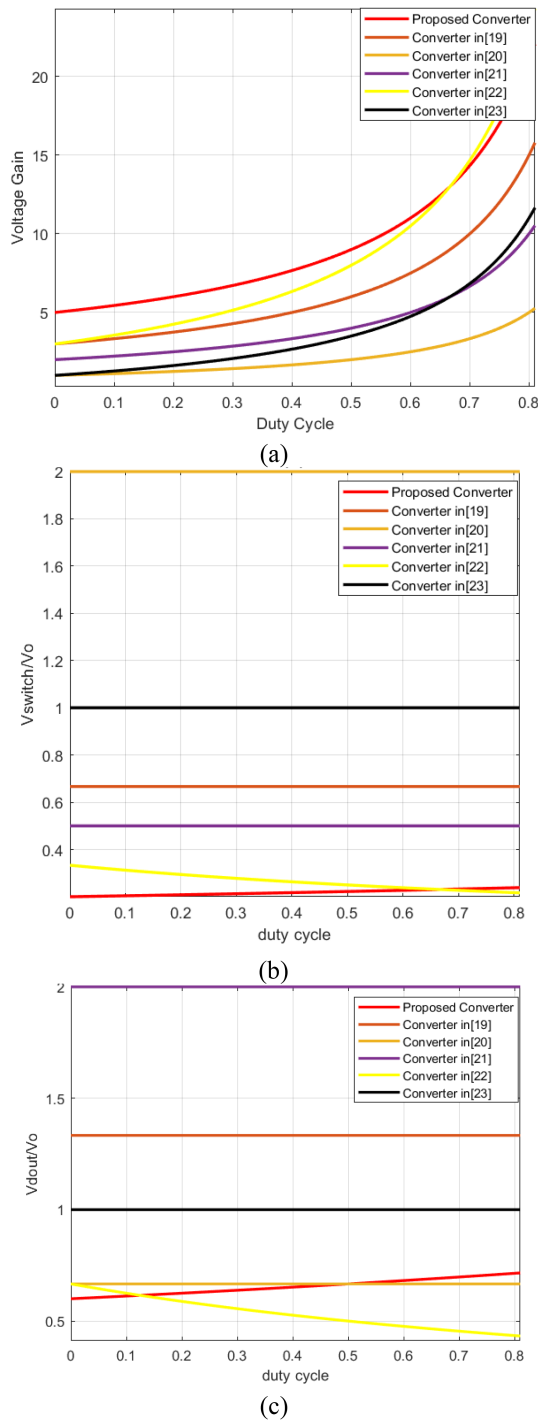 Proposed Converter
Converter in[19]
Converter in[20]
Converter in[21]
Converter in[22]
Converter in[23]
20
15
10
5
Voltage Gain
0 0.1 0.2 0.3 0.4 0.5 0.6 0.7 0.8
Duty Cycle
(a)
2
Proposed Converter
Converter in[19]
Converter in[20]
Converter in[21]
Converter in[22]
Converter in[23]
1.8
1.6
1.4
1.2
1
0.8
0.6
0.4
Vswitch/Vo
0 0.1 0.2 0.3 0.4 0.5 0.6 0.7 0.8
duty cycle
(b)
2
Proposed Converter
Converter in[19]
Converter in[20]
Converter in[21]
Converter in[22]
Converter in[23]
1.5
1
0.5
Vdout/Vo
0 0.1 0.2 0.3 0.4 0.5 0.6 0.7 0.8
duty cycle
(c)